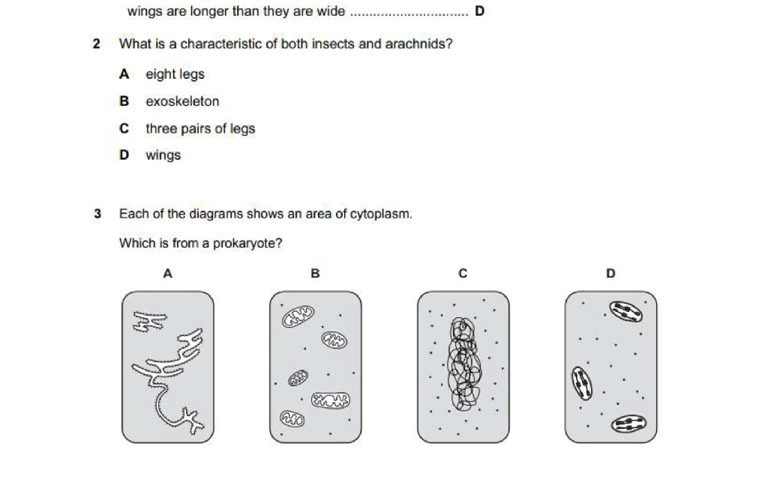 wings are longer than they are wide ................................ D
2 What is a characteristic of both insects and arachnids?
A eight legs
B exoskeleton
C three pairs of legs
D wings
3 Each of the diagrams shows an area of cytoplasm.
Which is from a prokaryote?
A B C D